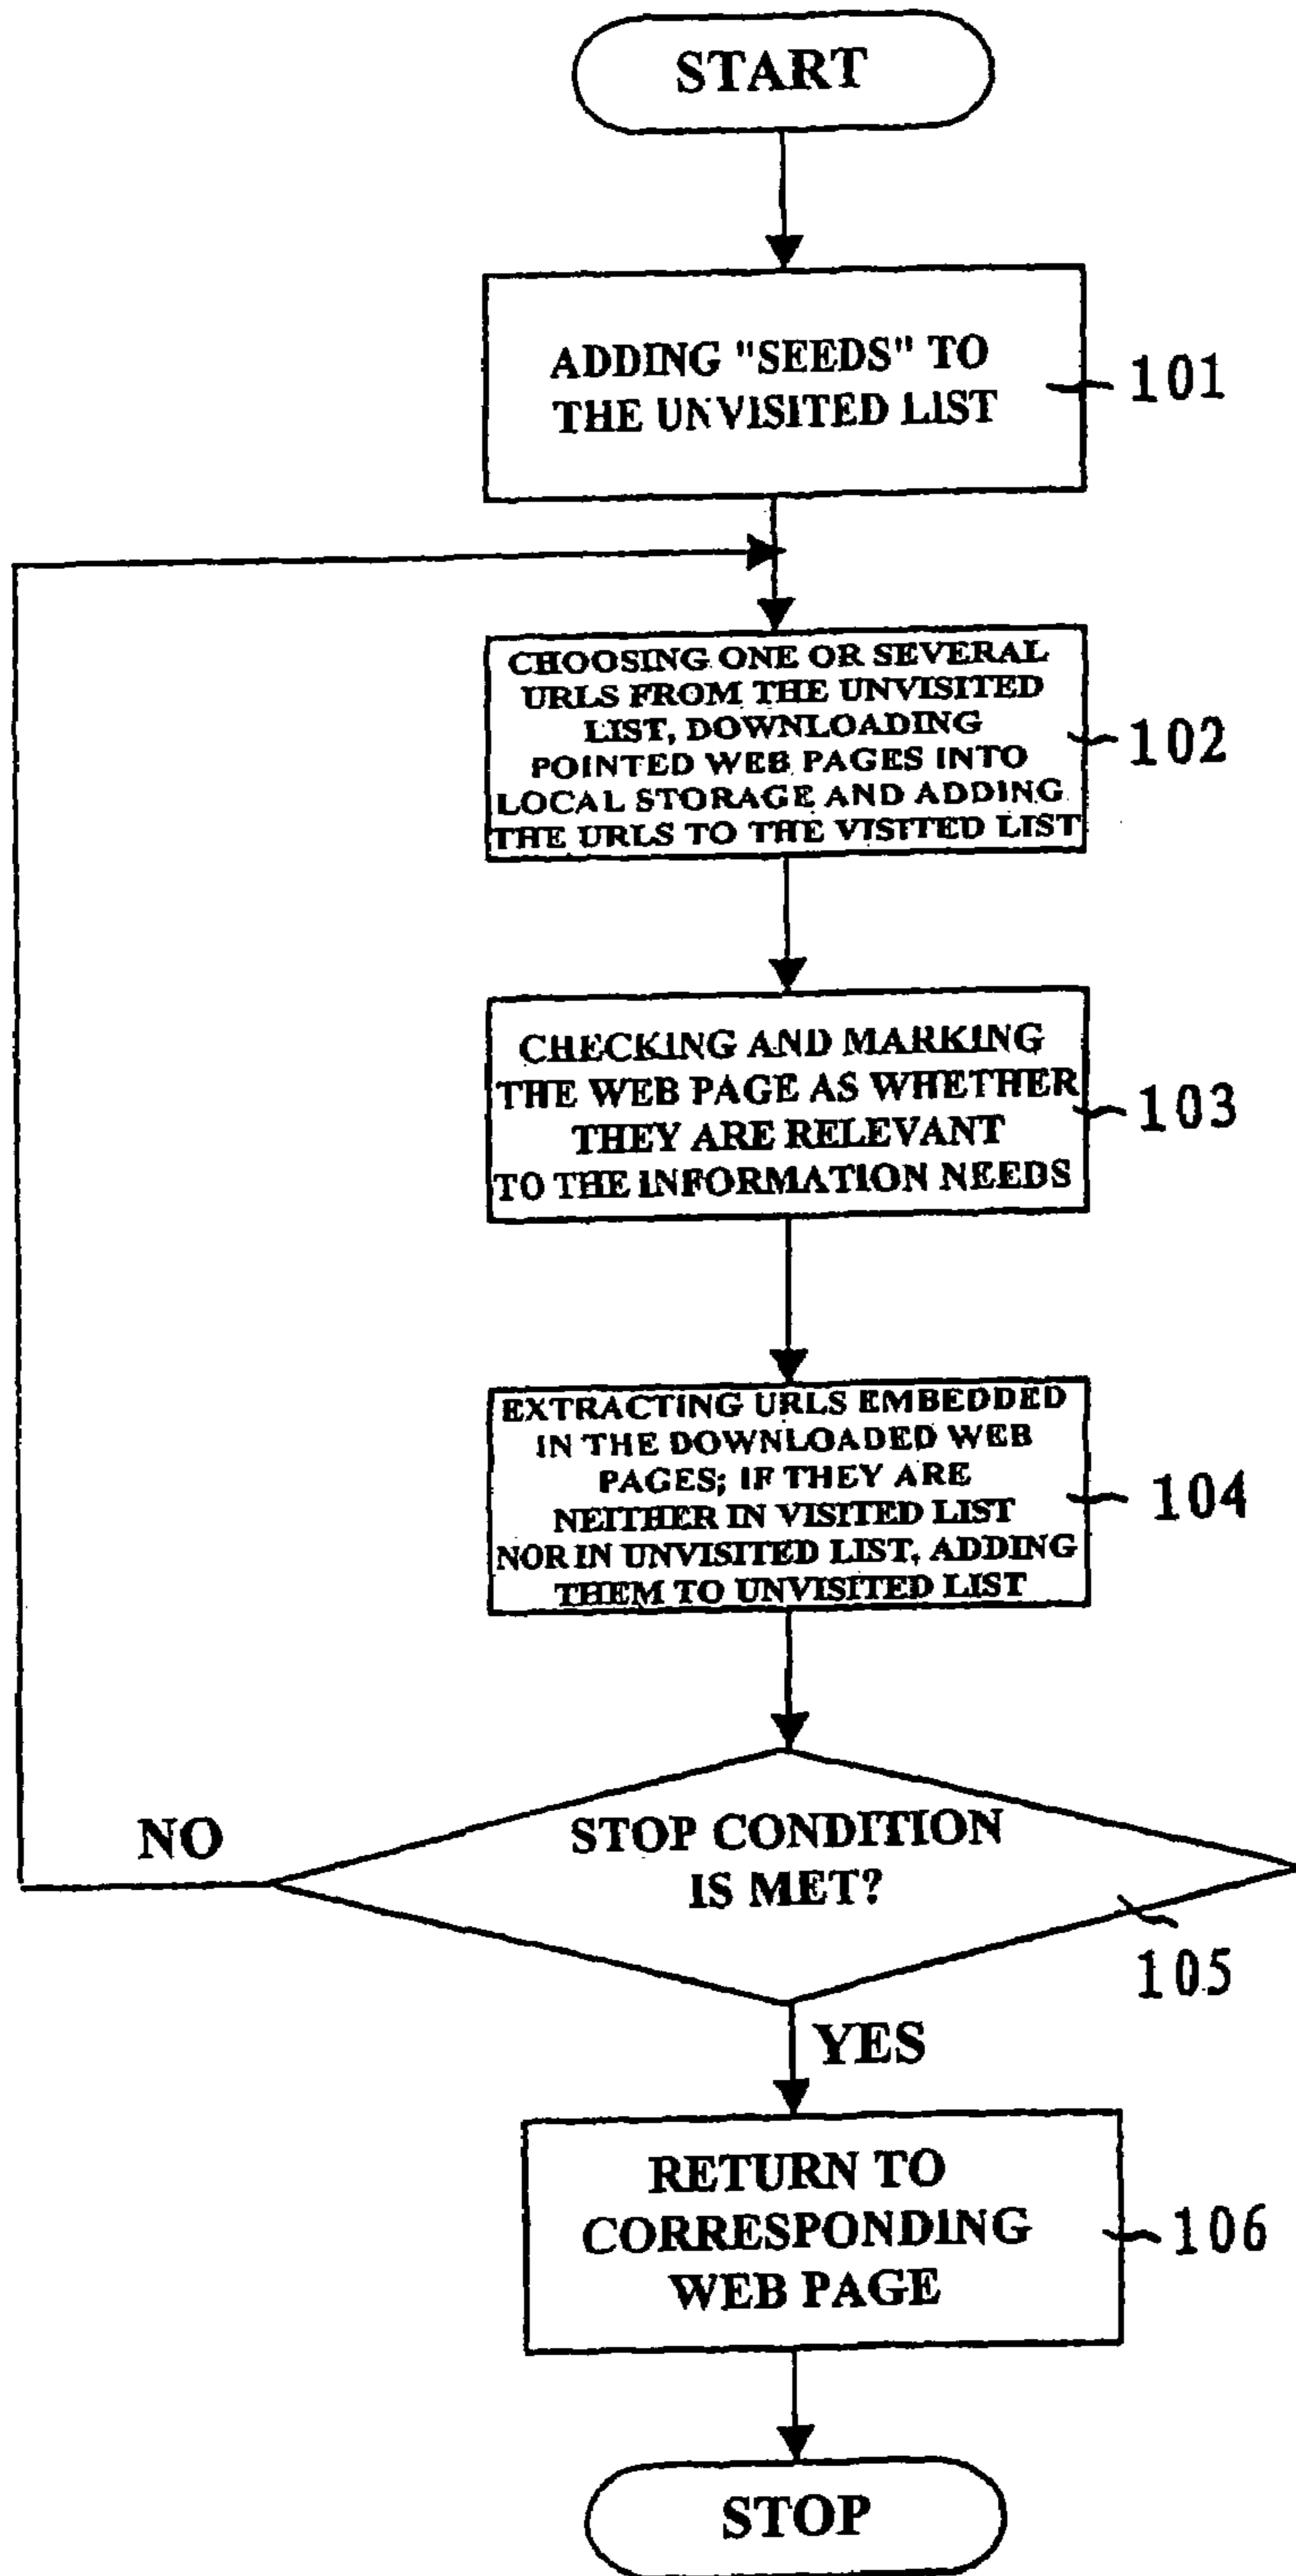 START
ADDING "SEEDS" TO
THE UNVISITED LIST
101
CHOOSING ONE OR SEVERAL
URLS FROM THE UNVISITED
LIST, DOWNLOADING
POINTED WEB PAGES INTO
LOCAL STORAGE AND ADDING
THE URLS TO THE VISITED LIST
102
CHECKING AND MARKING
THE WEB PAGE AS WHETHER
THEY ARE RELEVANT
TO THE INFORMATION NEEDS
103
EXTRACTING URLS EMBEDDED
IN THE DOWNLOADED WEB
PAGES; IF THEY ARE
NEITHER IN VISITED LIST
NOR IN UNVISITED LIST, ADDING
THEM TO UNVISITED LIST
104
NO
STOP CONDITION
IS MET?
105
YES
RETURN TO
CORRESPONDING
WEB PAGE
106
STOP